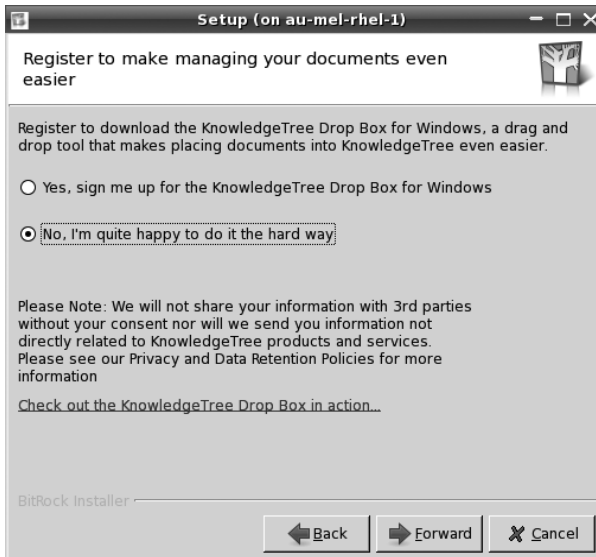 Setup (on au-mel-rhel-1)
Register to make managing your documents even
easier
Register to download the KnowledgeTree Drop Box for Windows, a drag and
drop tool that makes placing documents into KnowledgeTree even easier.
Yes, sign me up for the KnowledgeTree Drop Box for Windows
No, I'm quite happy to do it the hard way
Please Note: We will not share your information with 3rd parties
without your consent nor will we send you information not
directly related to KnowledgeTree products and services.
Please see our Privacy and Data Retention Policies for more
information
Check out the KnowledgeTree Drop Box in action...
BitRock Installer
Back Forward Cancel